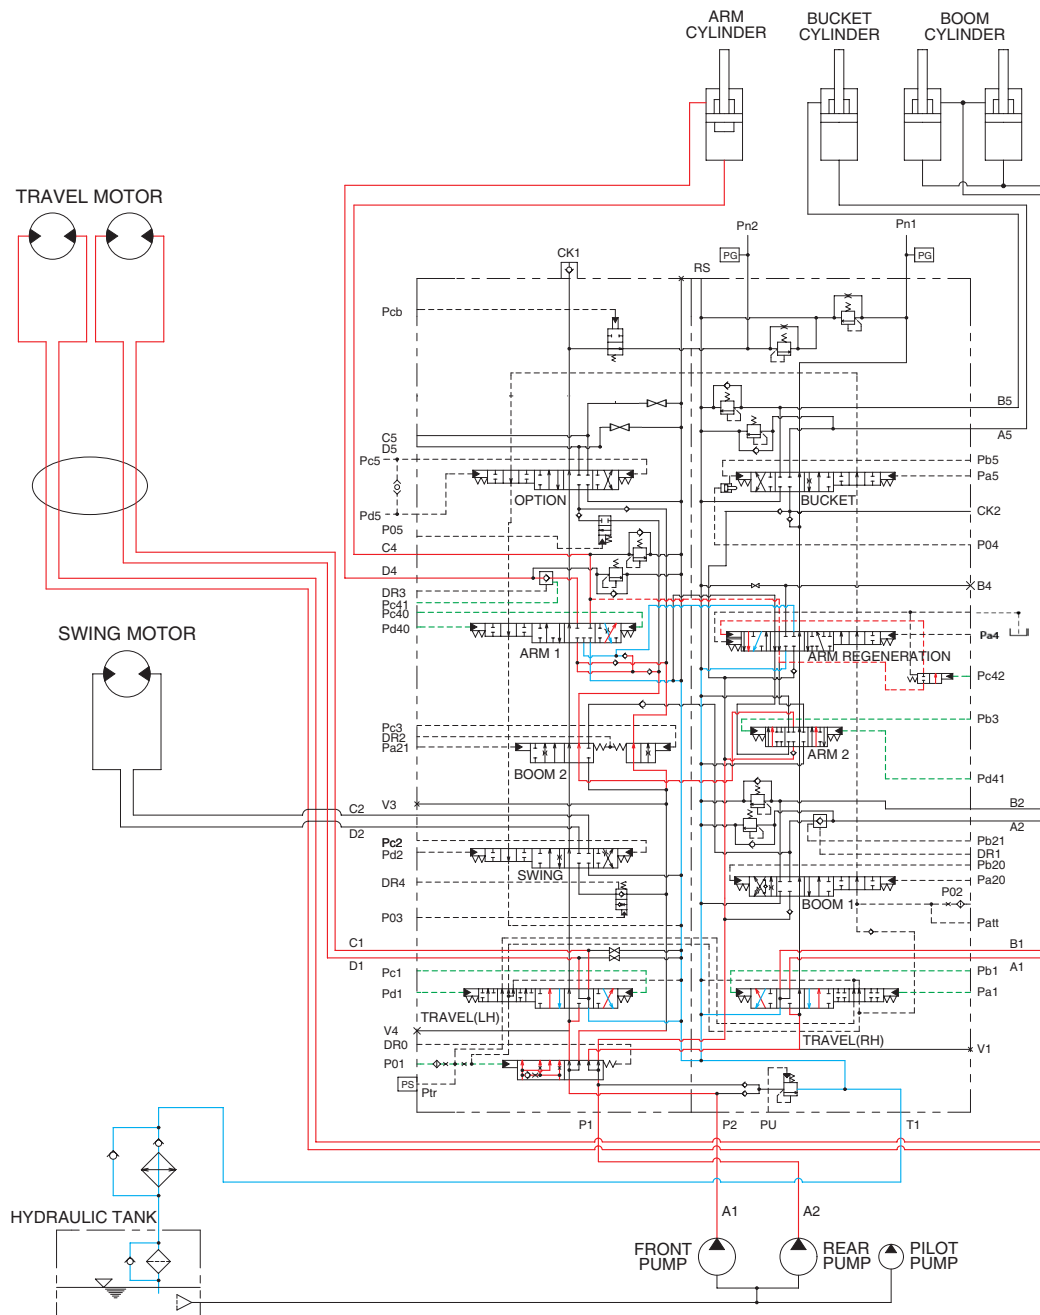 ARM
CYLINDER
BUCKET
CYLINDER
BOOM
CYLINDER
TRAVEL MOTOR
Pn2
Pn1
CK1
PG
PG
RS
Pcb
B5
C5
D5
A5
Pc5
Pb5
Pa5
OPTION
BUCKET
Pd5
CK2
P05
C4
P04
D4
B4
DR3
Pc41
Pc40
Pd40
SWING MOTOR
ARM 1
Pa4
ARM REGENERATION
Pc42
Pc3
DR2
Pa21
Pb3
BOOM 2
ARM 2
Pd41
C2
V3
B2
D2
A2
Pc2
Pd2
Pb21
DR1
Pb20
SWING
DR4
Pa20
P02
BOOM 1
P03
Patt
C1
B1
D1
A1
Pc1
Pb1
Pd1
Pa1
TRAVEL(LH)
V4
TRAVEL(RH)
DR0
V1
P01
PS
Ptr
P1
P2
PU
T1
HYDRAULIC TANK
A1
A2
FRONT
PUMP
REAR
PUMP
PILOT
PUMP